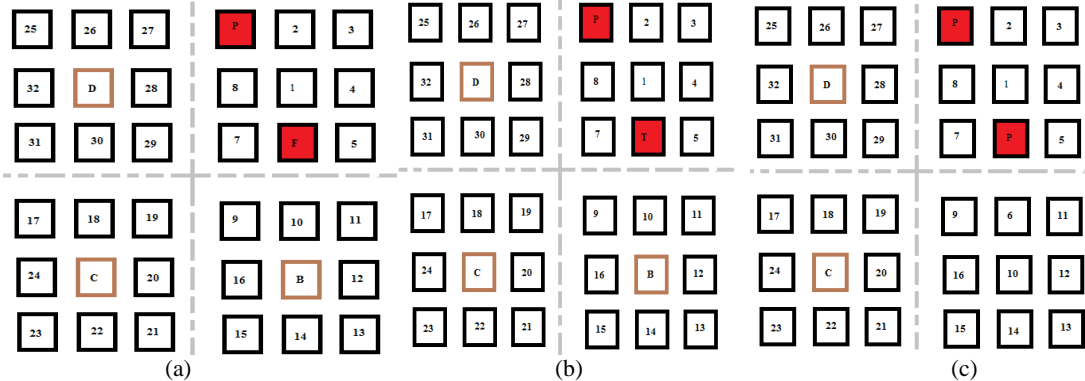 25 26 27 P 2 3 25 26 27 P 2 3 25 26 27 P 2 3
32 D 28 8 1 4 32 D 28 8 1 4 32 D 28 8 1 4
31 30 29 7 F 5 31 30 29 7 T 5 31 30 29 7 P 5
17 18 19 9 10 11 17 18 19 9 10 11 17 18 19 9 6 11
24 C 20 16 B 12 24 C 20 16 B 12 24 C 20 16 10 12
23 22 21 15 14 13 23 22 21 15 14 13 23 22 21 15 14 13
(a) (b) (c)